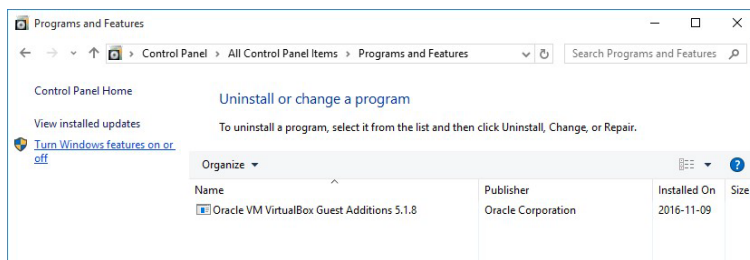 Programs and Features
Control Panel > All Control Panel Items > Programs and Features
Search Programs and Features
Control Panel Home
View installed updates
Turn Windows features on or
off
Uninstall or change a program
To uninstall a program, select it from the list and then click Uninstall, Change, or Repair.
Organize
Name Publisher Installed On Size
Oracle VM VirtualBox Guest Additions 5.1.8 Oracle Corporation 2016-11-09